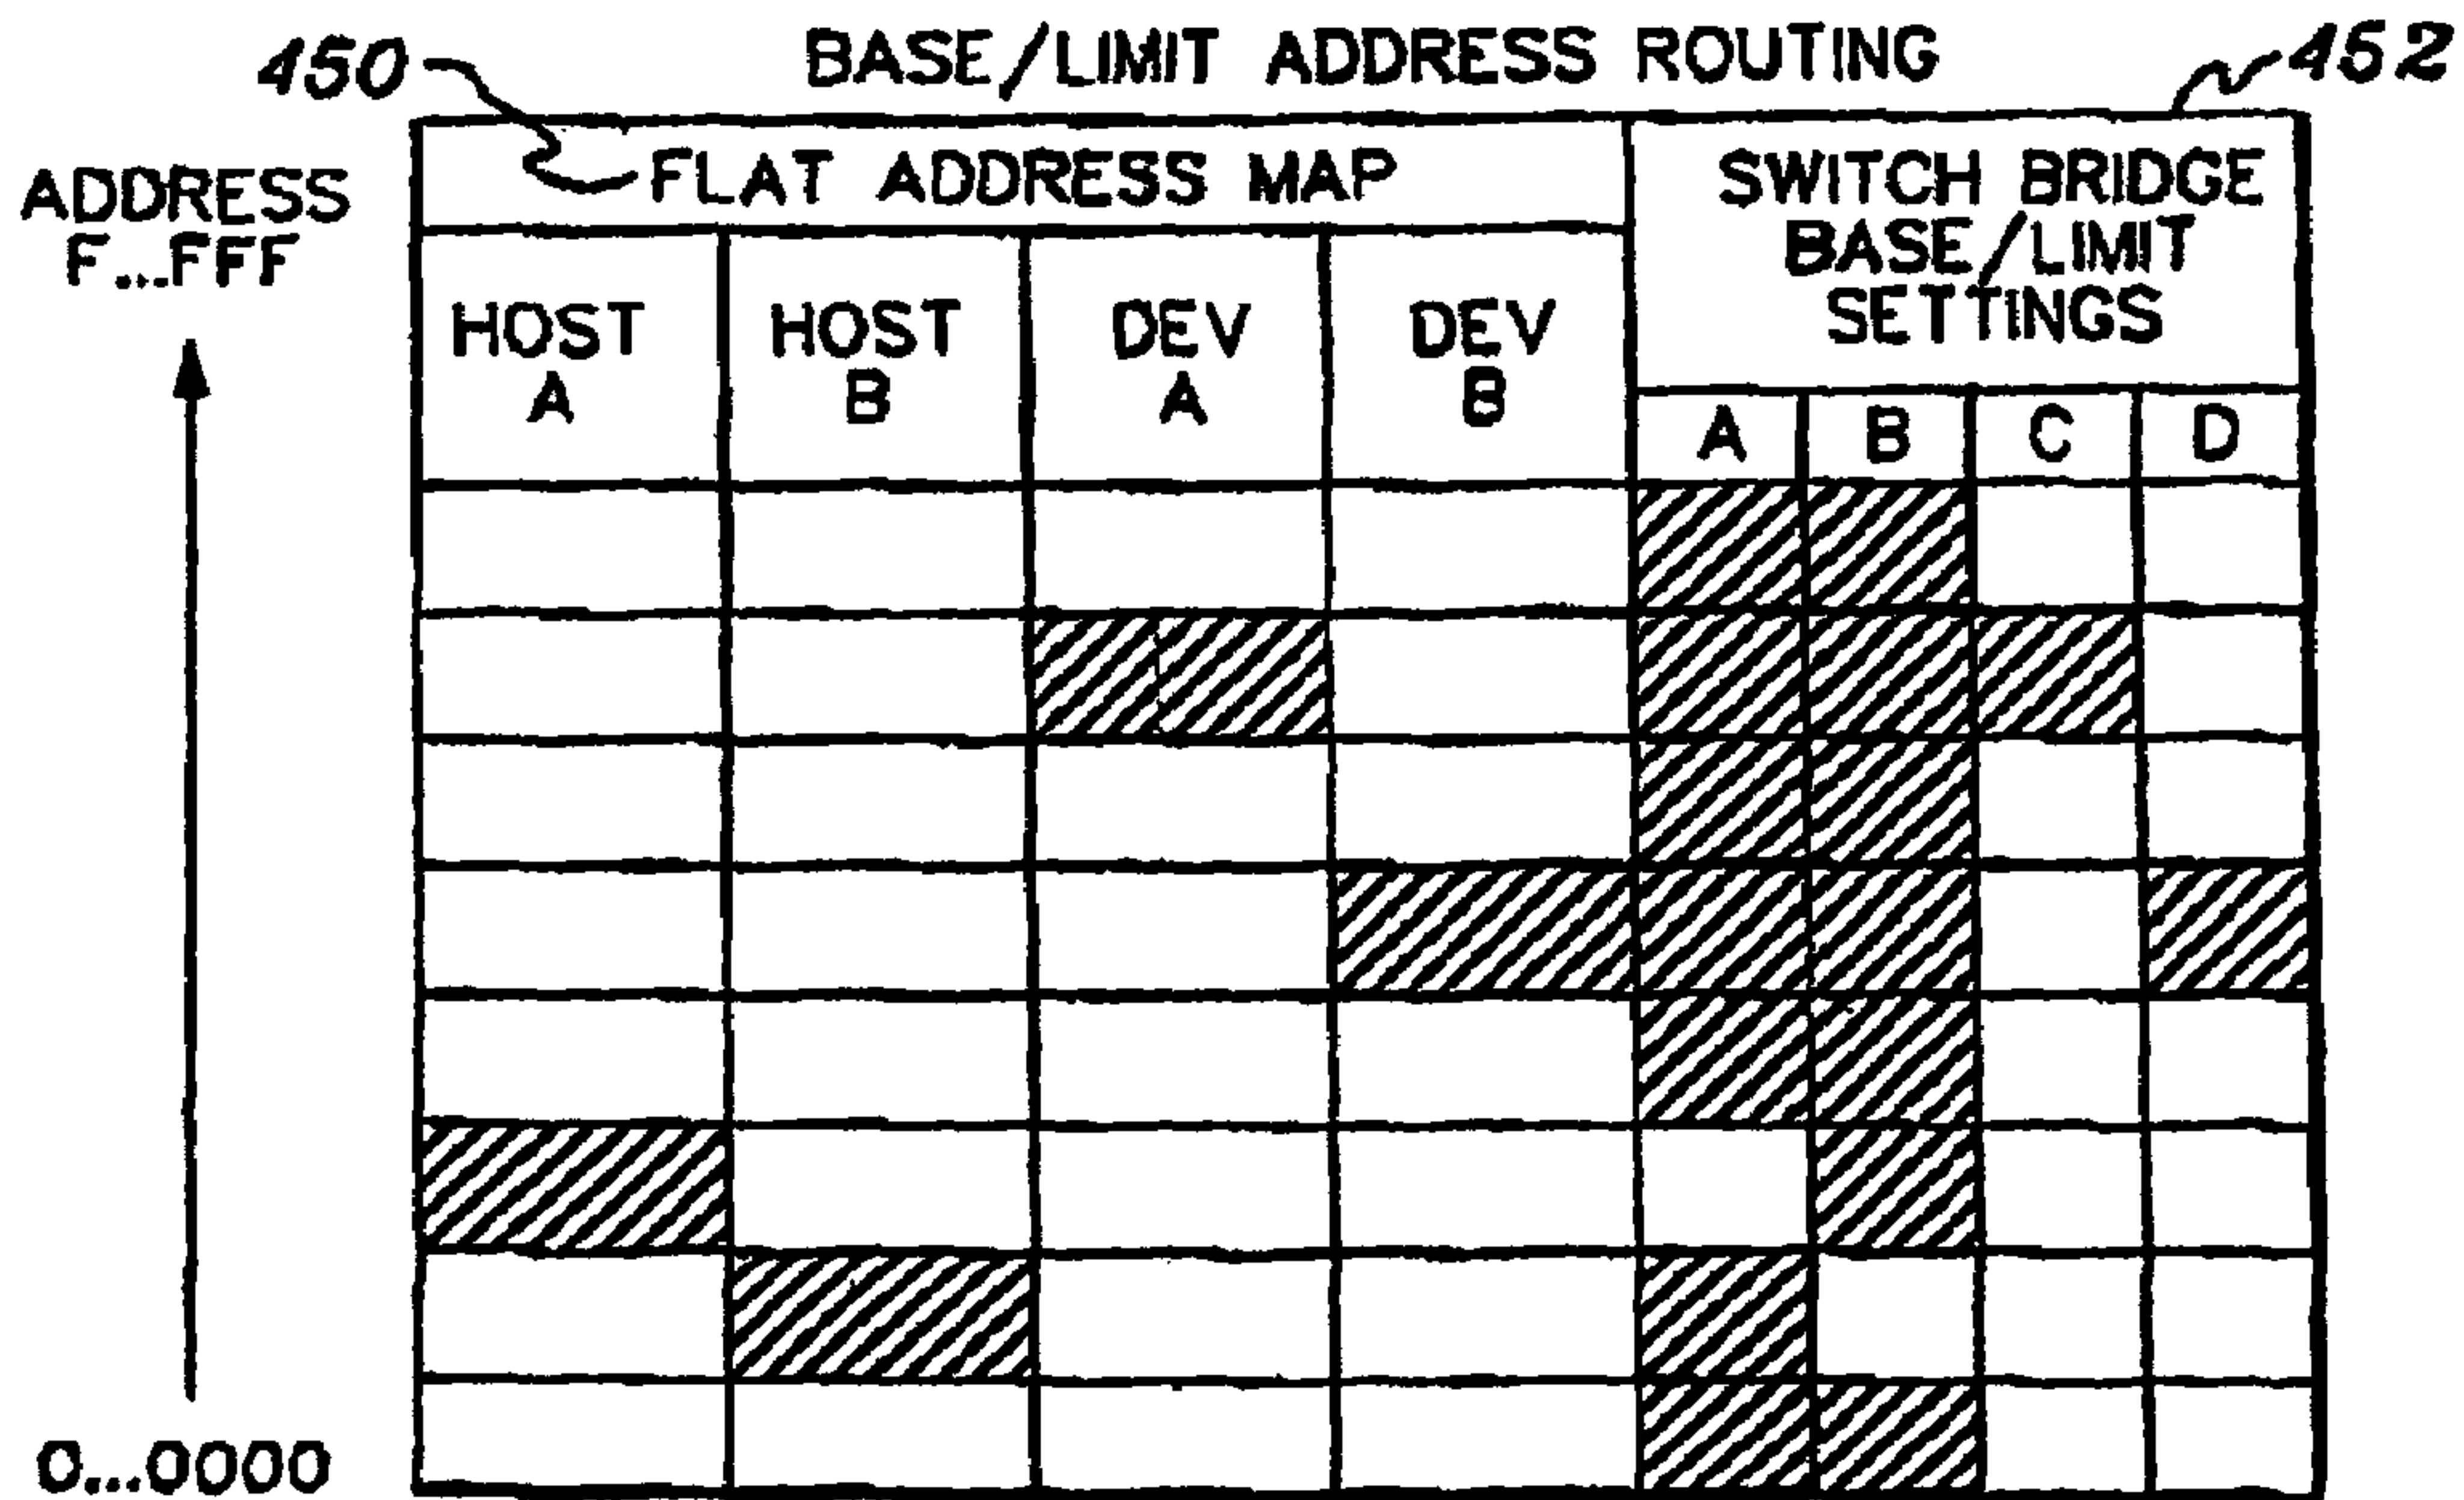 BASE/LIMIT ADDRESS ROUTING
450
452
ADDRESS
F...FFF
FLAT ADDRESS MAP
SWITCH BRIDGE
BASE/LIMIT
SETTINGS
HOST
A
HOST
B
DEV
A
DEV
B
A
B
C
D
0...0000